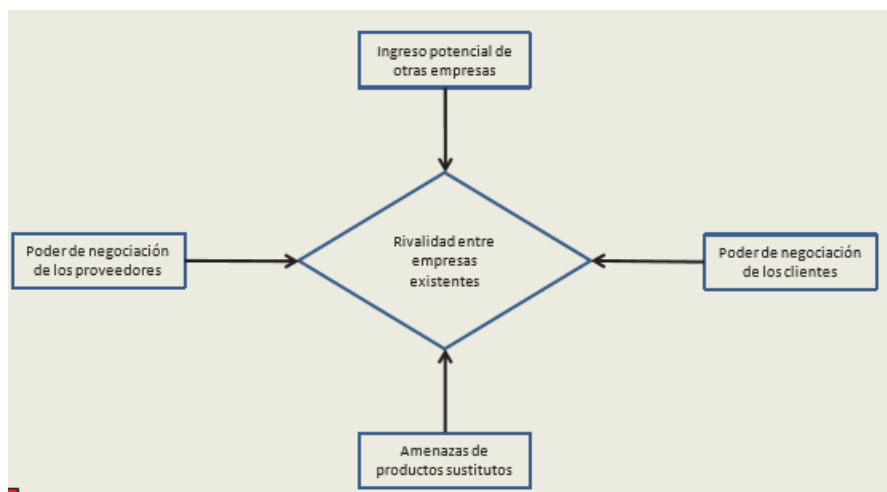 Ingreso potencial de
otras empresas
Poder de negociación
de los proveedores
Rivalidad entre
empresas
existentes
Poder de negociación
de los clientes
Amenazas de
productos sustitutos